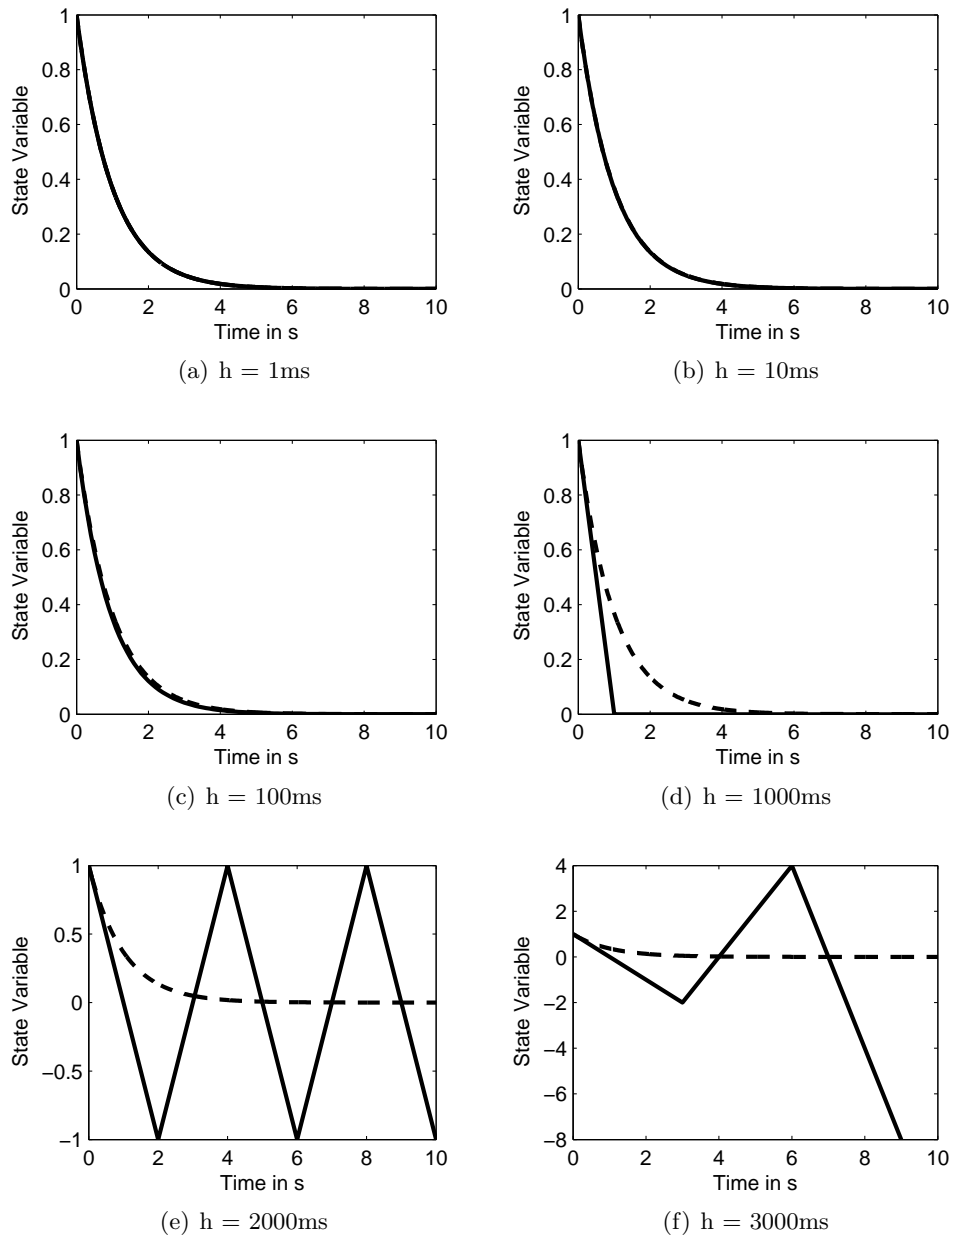 1
0.8
0.6
0.4
0.2
0
0 2 4 6 8 10
State Variable
Time in s
(a) h = 1ms
1
0.8
0.6
0.4
0.2
0
0 2 4 6 8 10
State Variable
Time in s
(b) h = 10ms
1
0.8
0.6
0.4
0.2
0
0 2 4 6 8 10
State Variable
Time in s
(c) h = 100ms
1
0.8
0.6
0.4
0.2
0
0 2 4 6 8 10
State Variable
Time in s
(d) h = 1000ms
1
0.5
0
−0.5
−1
0 2 4 6 8 10
State Variable
Time in s
(e) h = 2000ms
4
2
0
−2
−4
−6
−8
0 2 4 6 8 10
State Variable
Time in s
(f) h = 3000ms